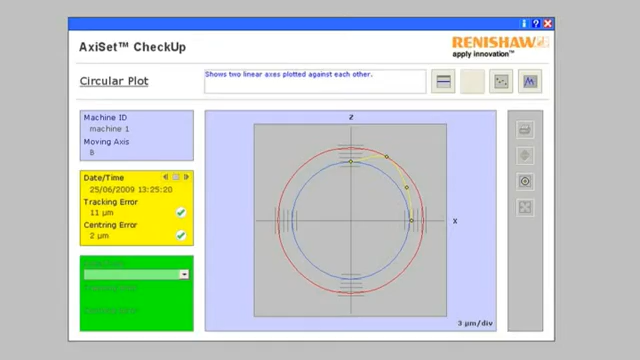 AxiSet™ CheckUp
RENISHAW
apply innovation™
Circular Plot
Shows two linear axes plotted against each other.
Machine ID
machine 1
Moving Axis
B
Date/Time
25/06/2009 13:25:20
Tracking Error
11 µm
Centring Error
2 µm
Z
X
3 µm/div